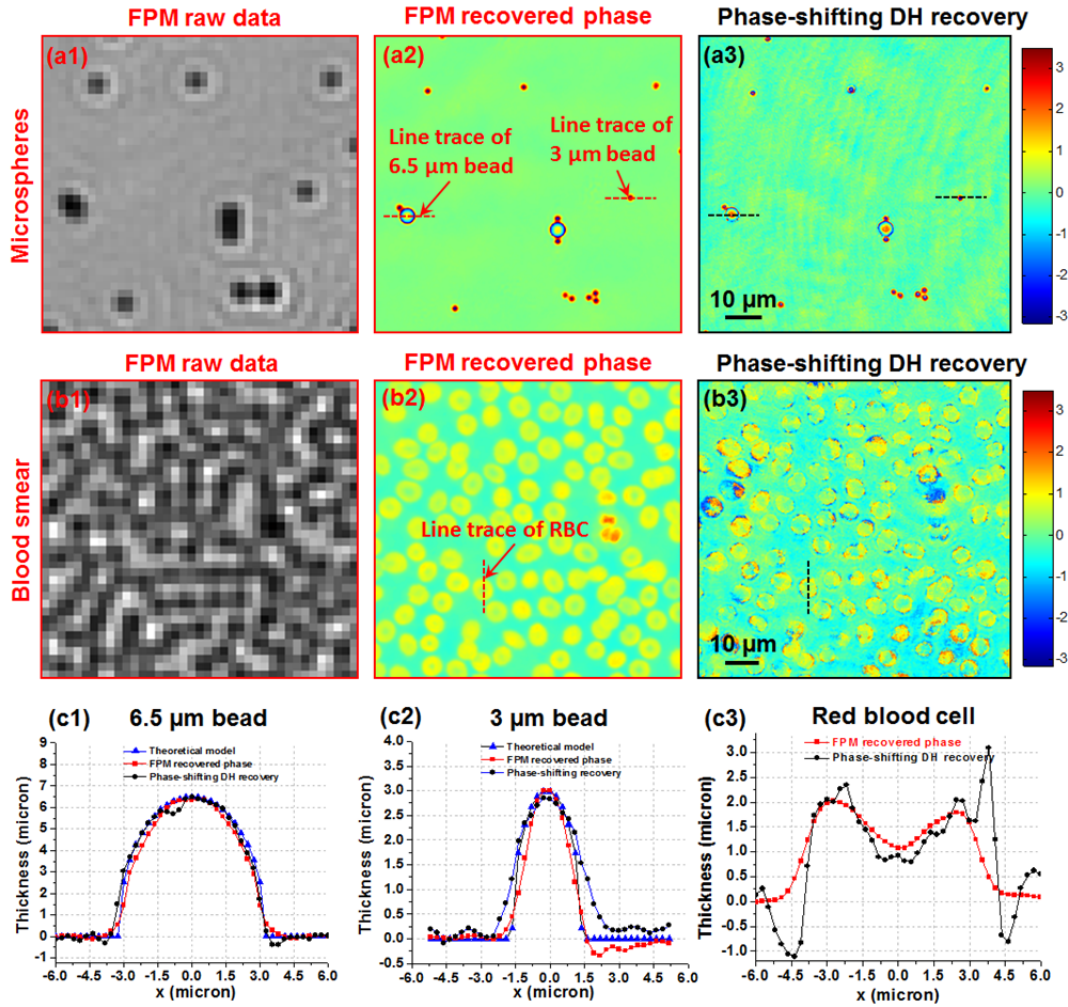 FPM raw data
FPM recovered phase
Phase-shifting DH recovery
Microspheres
(a1)
(a2)
(a3)
Line trace of
6.5 µm bead
Line trace of
3 µm bead
10 µm
3
2
1
0
-1
-2
-3
FPM raw data
FPM recovered phase
Phase-shifting DH recovery
Blood smear
(b1)
(b2)
(b3)
Line trace of RBC
10 µm
3
2
1
0
-1
-2
-3
(c1)
6.5 µm bead
Theoretical model
FPM recovered phase
Phase-shifting DH recovery
Thickness (micron)
9
8
7
6
5
4
3
2
1
0
-1
-6.0
-3.0
0.0
3.0
6.0
x (micron)
(c2)
3 µm bead
Theoretical model
FPM recovered phase
Phase-shifting recovery
Thickness (micron)
4.0
3.5
3.0
2.5
2.0
1.5
1.0
0.5
0.0
-0.5
-6.0
-4.5
-3.0
-1.5
0.0
1.5
3.0
4.5
6.0
x (micron)
(c3)
Red blood cell
FPM recovered phase
Phase-shifting DH recovery
Thickness (micron)
3.0
2.5
2.0
1.5
1.0
0.5
0.0
-0.5
-1.0
-6.0
-4.5
-3.0
-1.5
0.0
1.5
3.0
4.5
6.0
x (micron)